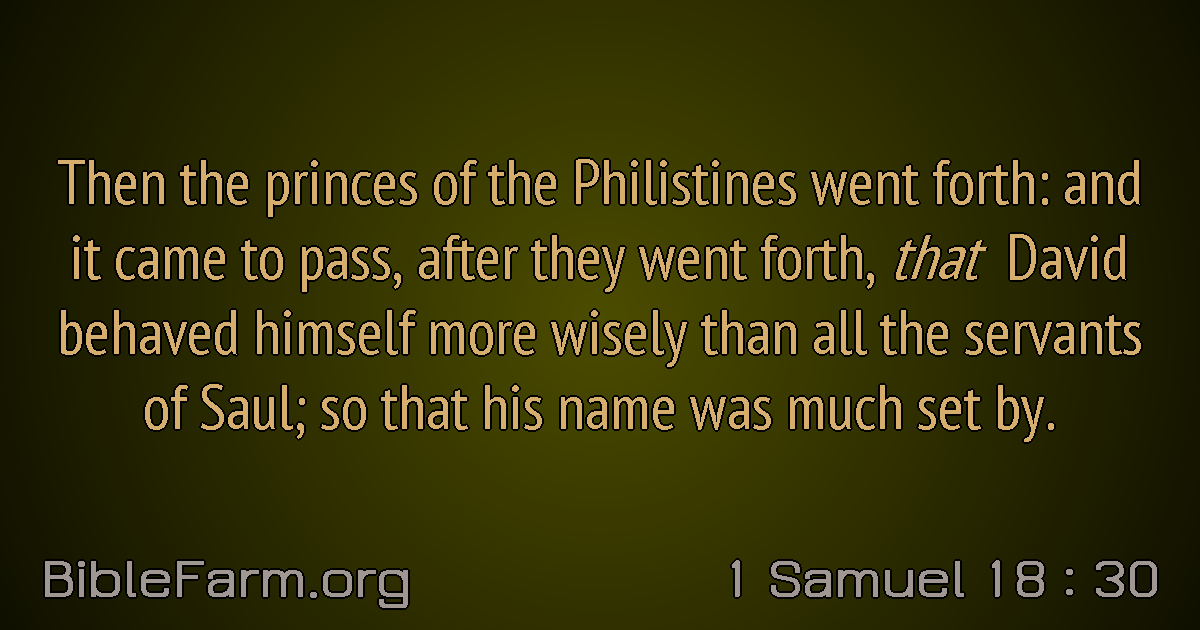 Then the princes of the Philistines went forth: and
it came to pass, after they went forth, that David
behaved himself more wisely than all the servants
of Saul; so that his name was much set by.
BibleFarm.org
1 Samuel 18 : 30